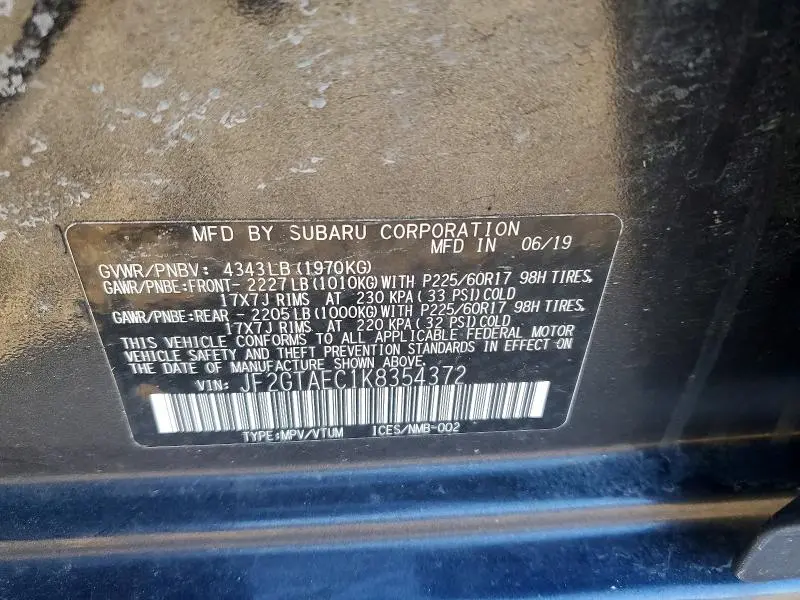 MFD BY SUBARU CORPORATION
MFD IN 06/19
GVWR/PNBV: 4343LB(1970KG)
GAWR/PNBE:FRONT- 2227LB(1010KG)WITH P225/60R17 98H TIRES,
17X7J RIMS AT 230 KPA(33 PSI)COLD
GAWR/PNBE:REAR - 2205LB(1000KG)WITH P225/60R17 98H TIRES,
17X7J RIMS AT 220 KPA(32 PSI)COLD
THIS VEHICLE CONFORMS TO ALL APPLICABLE FEDERAL MOTOR
VEHICLE SAFETY AND THEFT PREVENTION STANDARDS IN EFFECT ON
THE DATE OF MANUFACTURE SHOWN ABOVE.
VIN: JF2GTAEC1K8354372
TYPE:MPV/VTUM ICES/NMB-002